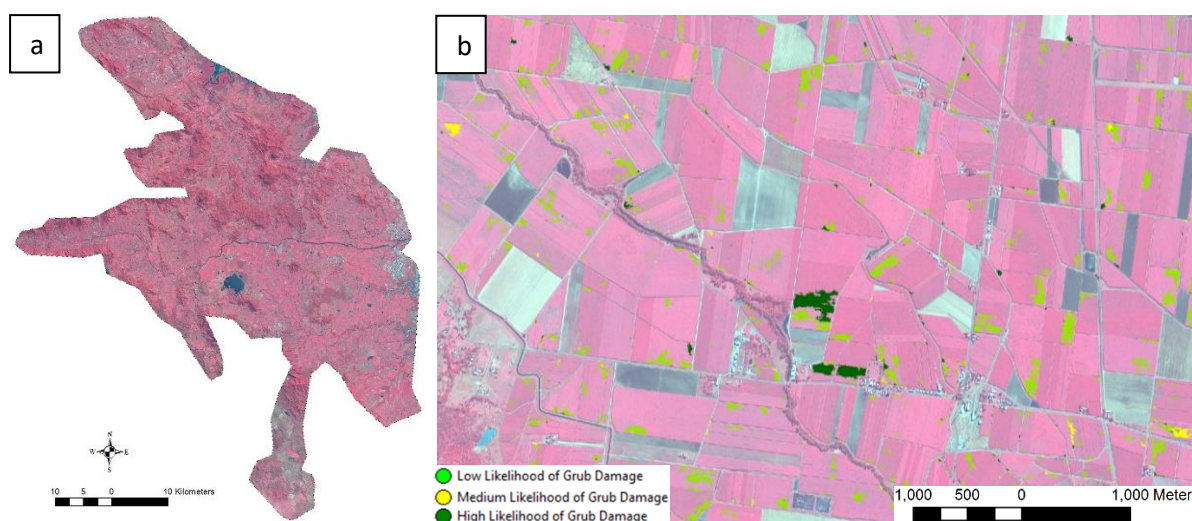 a
b
N
W E
S
10 5 0 10 Kilometers
Low Likelihood of Grub Damage
Medium Likelihood of Grub Damage
High Likelihood of Grub Damage
1,000 500 0 1,000 Meter